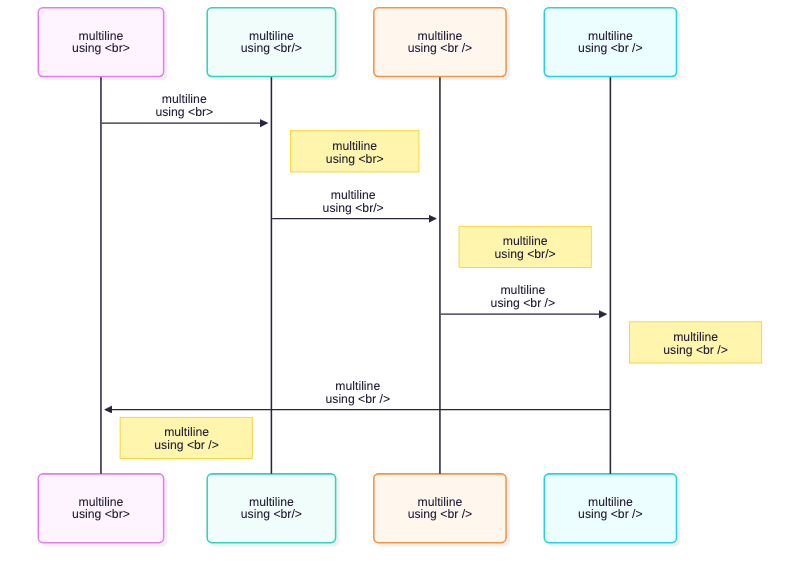 multiline
using <br>
multiline
using <br/>
multiline
using <br />
multiline
using <br />
multiline
using <br>
multiline
using <br>
multiline
using <br/>
multiline
using <br/>
multiline
using <br />
multiline
using <br />
multiline
using <br />
multiline
using <br />
multiline
using <br>
multiline
using <br/>
multiline
using <br />
multiline
using <br />